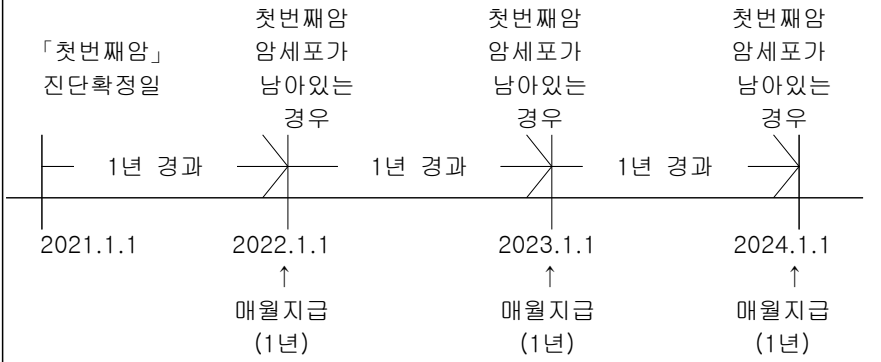 첫번째암 첫번째암 첫번째암
「첫번째암」 암세포가 암세포가 암세포가
진단확정일 남아있는 남아있는 남아있는
경우 경우 경우
1년 경과 1년 경과 1년 경과
2021.1.1 2022.1.1 2023.1.1 2024.1.1
↑ ↑ ↑
매월지급 매월지급 매월지급
(1년) (1년) (1년)